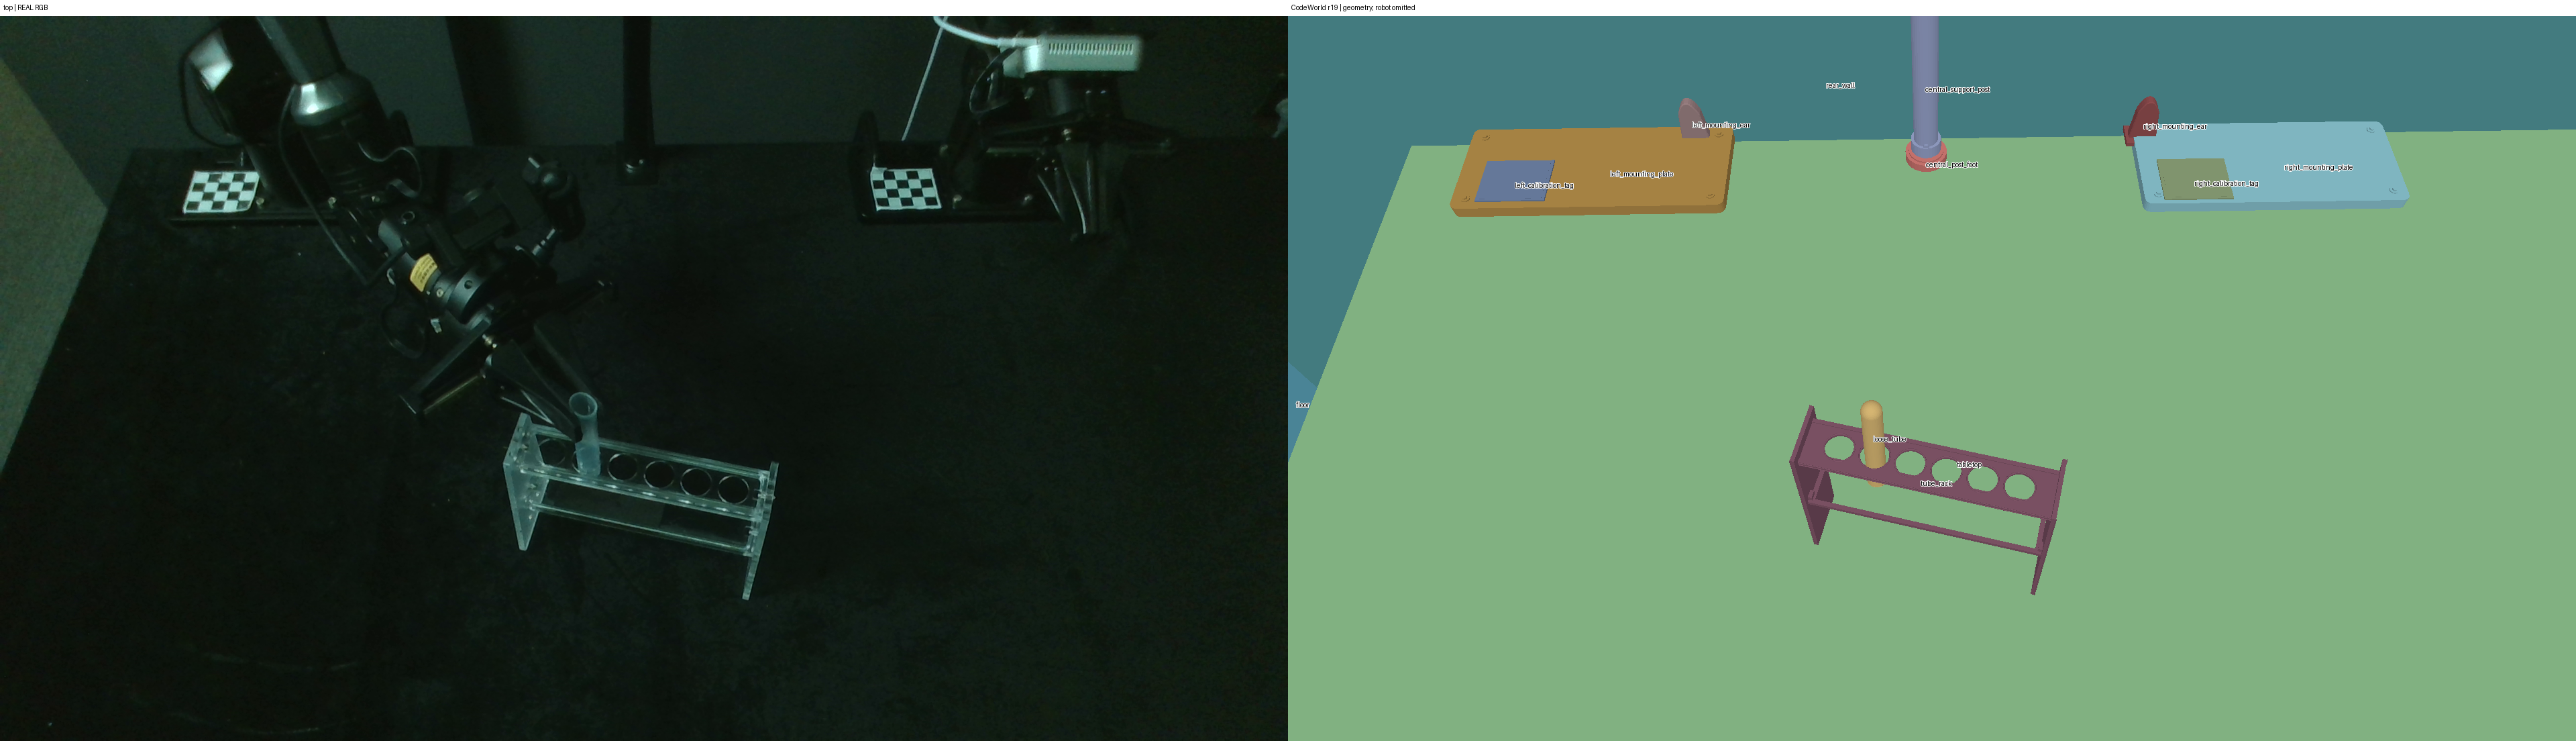 top | REAL RGB
CodeWorld r19 | geometry; robot omitted
rear_wall
central_support_post
left_mounting_ear
right_mounting_ear
central_post_foot
right_mounting_plate
left_mounting_plate
left_calibration_tag
right_calibration_tag
floor
loose_tube
tabletop
tube_rack